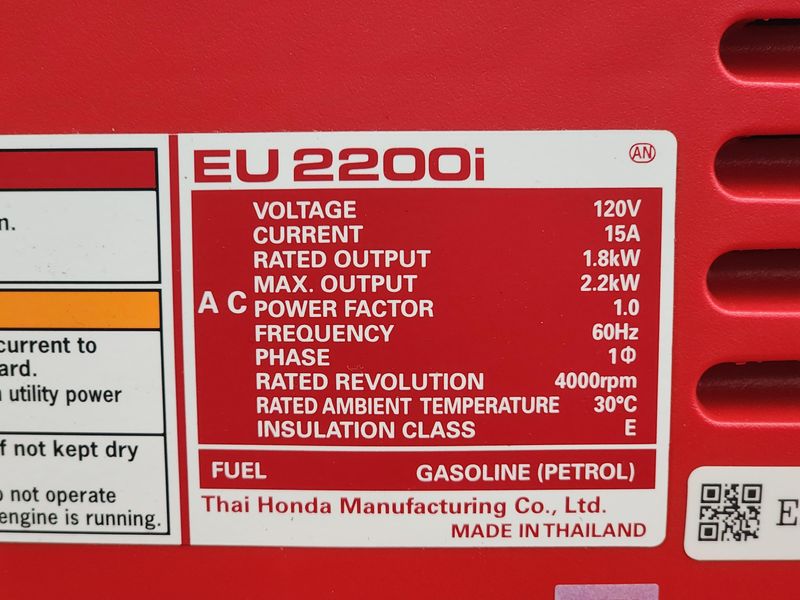 EU 2200i
AN
VOLTAGE 120V
CURRENT 15A
RATED OUTPUT 1.8kW
MAX. OUTPUT 2.2kW
AC POWER FACTOR 1.0
FREQUENCY 60Hz
PHASE 1Φ
RATED REVOLUTION 4000rpm
RATED AMBIENT TEMPERATURE 30°C
INSULATION CLASS E
FUEL GASOLINE (PETROL)
Thai Honda Manufacturing Co., Ltd.
MADE IN THAILAND
n.
current to
ard.
utility power
f not kept dry
not operate
engine is running.
E